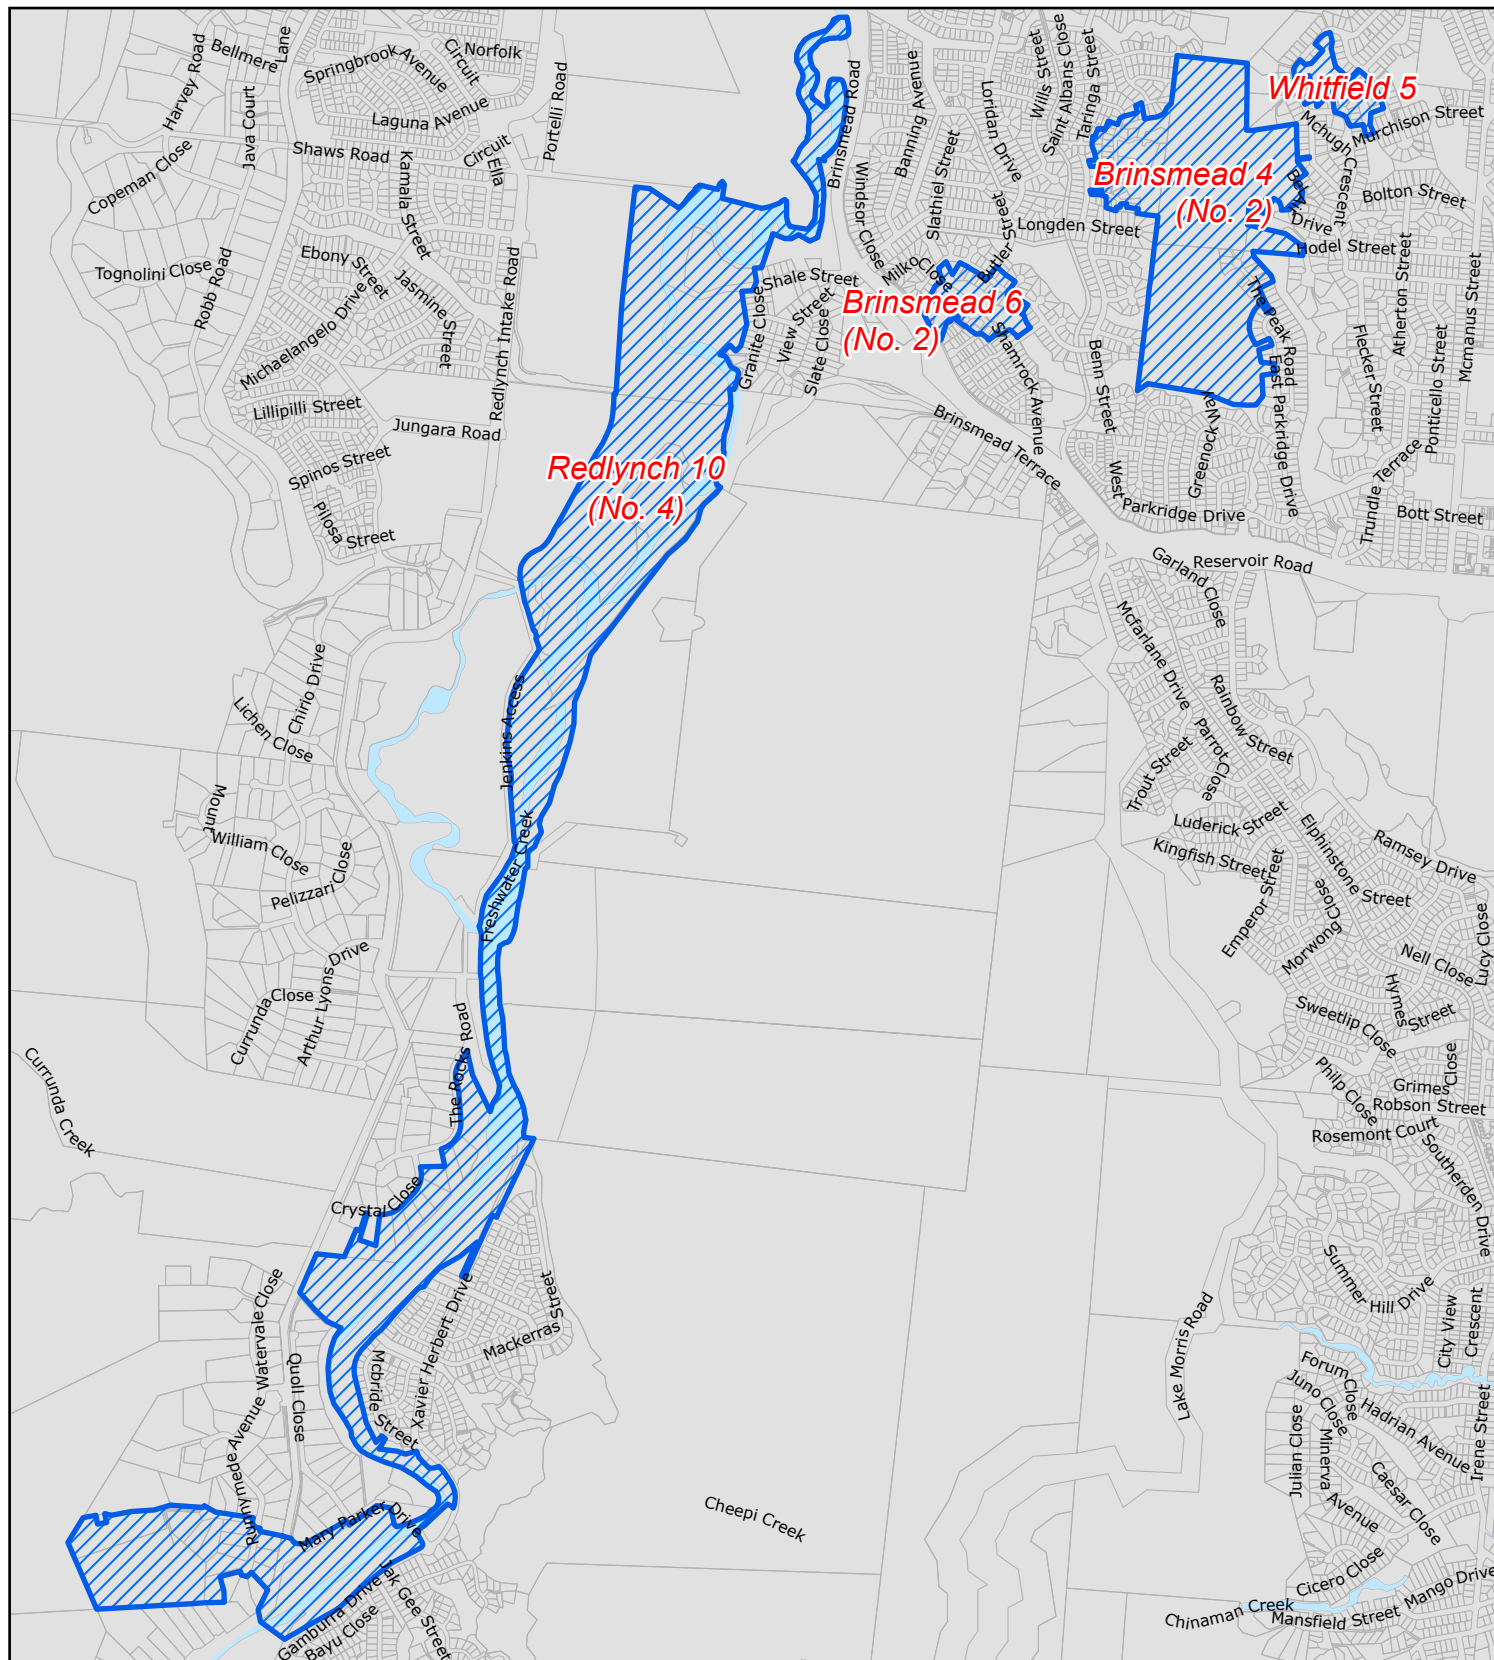 Harvey Road
Bellmere
Lane
Springbrook Avenue
Circuit
Norfolk
Java Court
Laguna Avenue
Portelli Road
Shaws Road
Circuit
Ella
Kamala Street
Copeman Close
Ebony Street
Jasmine Street
Tognolini Close
Robb Road
Michaelangelo Drive
Redlynch Intake Road
Lillipilli Street
Jungara Road
Spinos Street
Pilosa Street
Brinsmead Road
Banning Avenue
Windsor Close
Slathiel Street
Loridan Drive
Wills Street
Saint Albans Close
Taringa Street
Butler Street
Longden Street
Milko Close
Shale Street
Granite Close
View Street
Slate Close
Shamrock Avenue
Benn Street
Brinsmead Terrace
Whitfield 5
Murchison Street
Mchugh Crescent
Brinsmead 4
(No. 2)
Bel Air Drive
Bolton Street
Hodel Street
Atherton Street
Mcmanus Street
Brinsmead 6
(No. 2)
The Peak Road
Flecker Street
Ponticello Street
East Parkridge Drive
Greenock Way
West Parkridge Drive
Trundle Terrace
Bott Street
Redlynch 10
(No. 4)
Reservoir Road
Garland Close
Mcfarlane Drive
Rainbow Street
Parrot Close
Trout Street
Luderick Street
Kingfish Street
Elphinstone Street
Ramsey Drive
Emperor Street
Morwong Close
Nell Close
Lucy Close
Hymes Street
Sweetlip Close
Philp Close
Grimes Close
Robson Street
Rosemont Court
Southerden Drive
Chirio Drive
Lichen Close
Jenkins Access
Mount William Close
Pelizzari Close
Freshwater Creek
Arthur Lyons Drive
Currunda Close
Currunda Creek
The Rocks Road
Crystal Close
Summer Hill Drive
City View Crescent
Lake Morris Road
Watervale Close
Xavier Herbert Drive
Mackerras Street
Mcbride Street
Quoll Close
Runnymede Avenue
Mary Parker Drive
Jak Gee Street
Gamburra Drive
Bayu Close
Cheepi Creek
Forum Close
Juno Close
Hadrian Avenue
Irene Street
Julian Close
Minerva Avenue
Caesar Close
Cicero Close
Mango Drive
Chinaman Creek
Mansfield Street